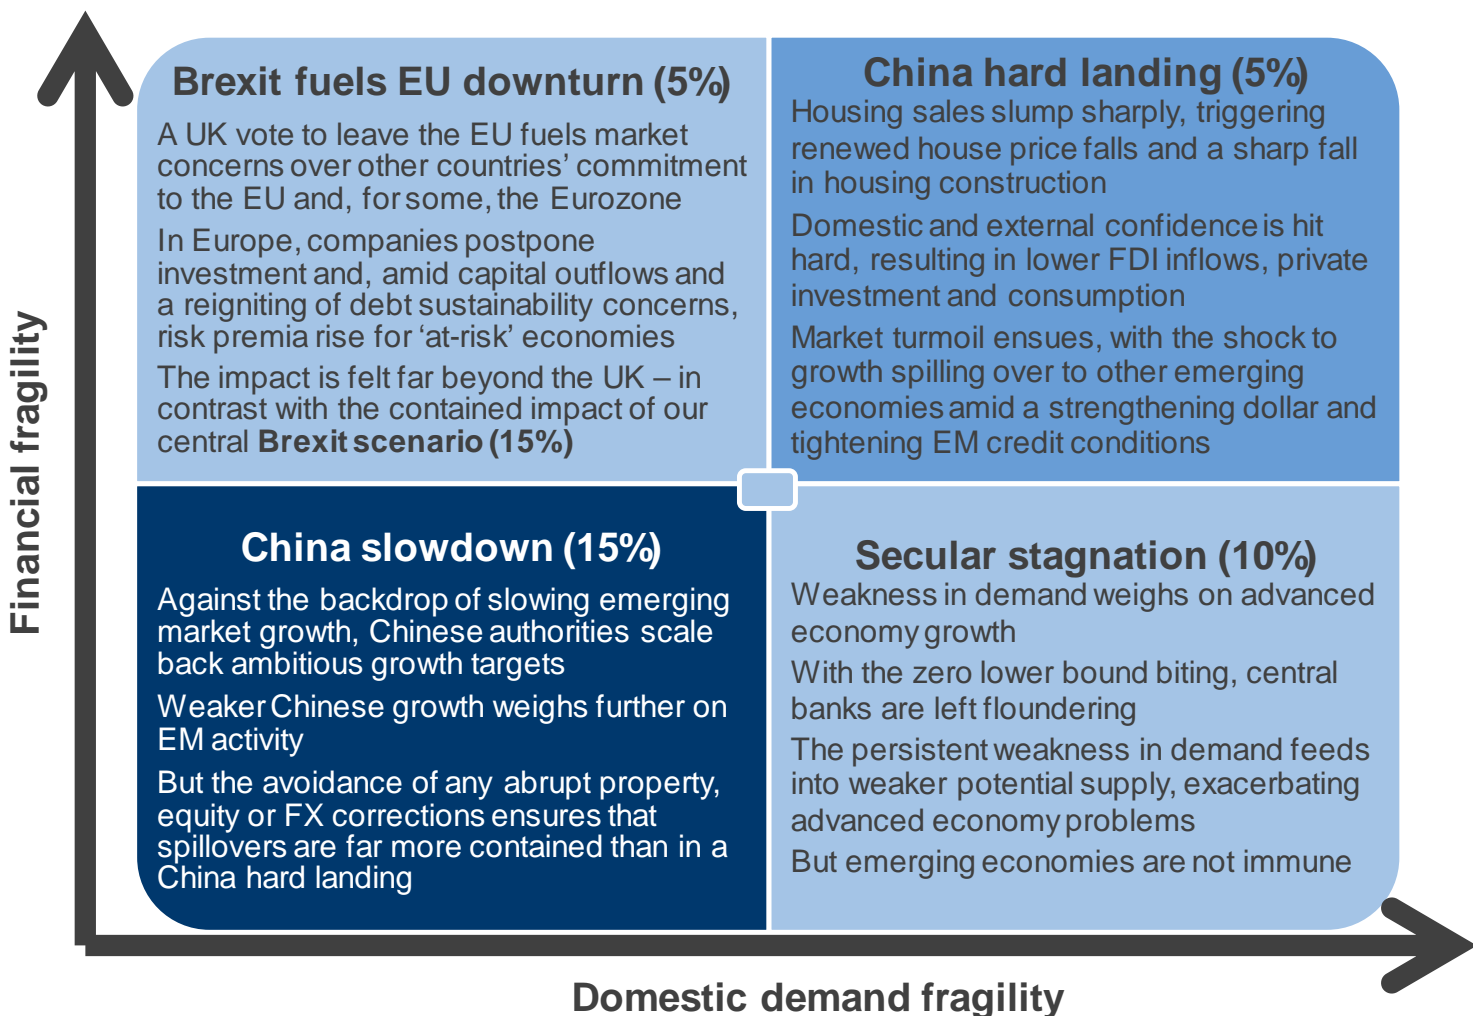 Financial fragility
Brexit fuels EU downturn (5%)
A UK vote to leave the EU fuels market
concerns over other countries’ commitment
to the EU and, for some, the Eurozone
In Europe, companies postpone
investment and, amid capital outflows and
a reigniting of debt sustainability concerns,
risk premia rise for ‘at-risk’ economies
The impact is felt far beyond the UK – in
contrast with the contained impact of our
central Brexit scenario (15%)
China hard landing (5%)
Housing sales slump sharply, triggering
renewed house price falls and a sharp fall
in housing construction
Domestic and external confidence is hit
hard, resulting in lower FDI inflows, private
investment and consumption
Market turmoil ensues, with the shock to
growth spilling over to other emerging
economies amid a strengthening dollar and
tightening EM credit conditions
China slowdown (15%)
Against the backdrop of slowing emerging
market growth, Chinese authorities scale
back ambitious growth targets
Weaker Chinese growth weighs further on
EM activity
But the avoidance of any abrupt property,
equity or FX corrections ensures that
spillovers are far more contained than in a
China hard landing
Secular stagnation (10%)
Weakness in demand weighs on advanced
economy growth
With the zero lower bound biting, central
banks are left floundering
The persistent weakness in demand feeds
into weaker potential supply, exacerbating
advanced economy problems
But emerging economies are not immune
Domestic demand fragility